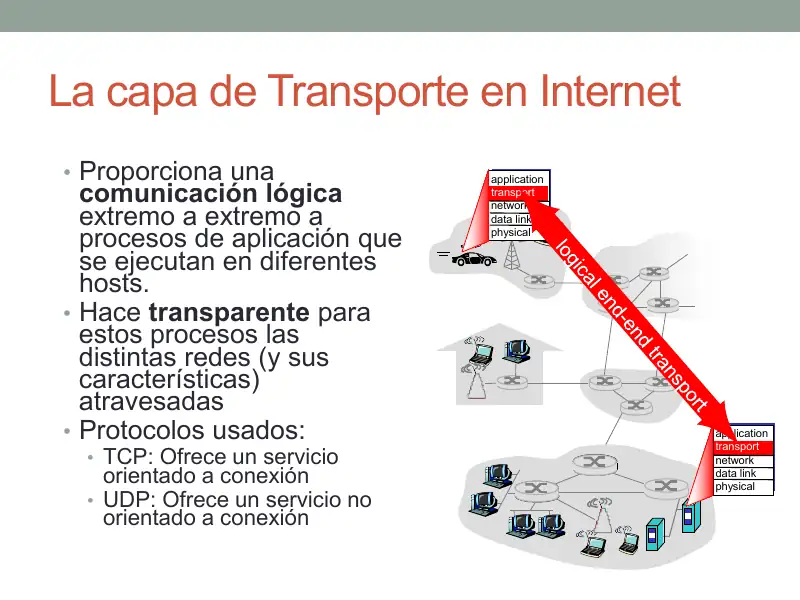 La capa de Transporte en Internet
• Proporciona una
comunicación lógica
extremo a extremo a
procesos de aplicación que
se ejecutan en diferentes
hosts.
• Hace transparente para
estos procesos las
distintas redes (y sus
características)
atravesadas
• Protocolos usados:
• TCP: Ofrece un servicio
orientado a conexión
• UDP: Ofrece un servicio no
orientado a conexión
application
transport
network
data link
physical
logical end-end transport
application
transport
network
data link
physical